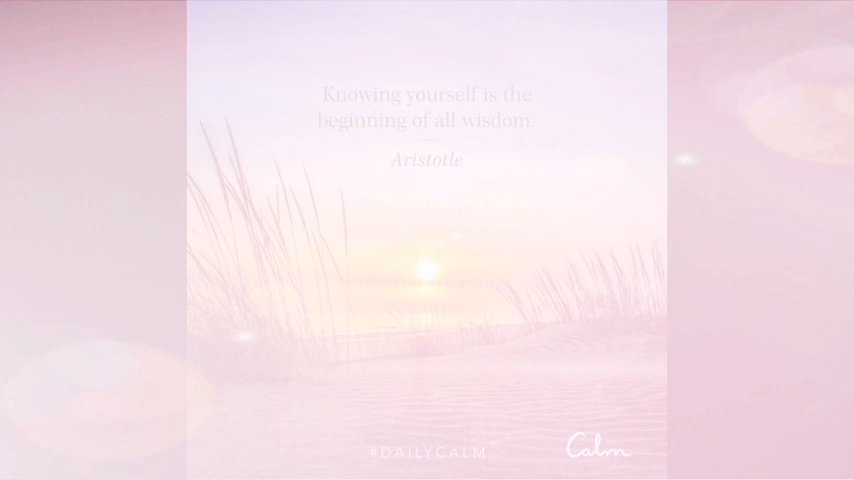 Knowing yourself is the
beginning of all wisdom.
Aristotle
#DAILYCALM
Calm